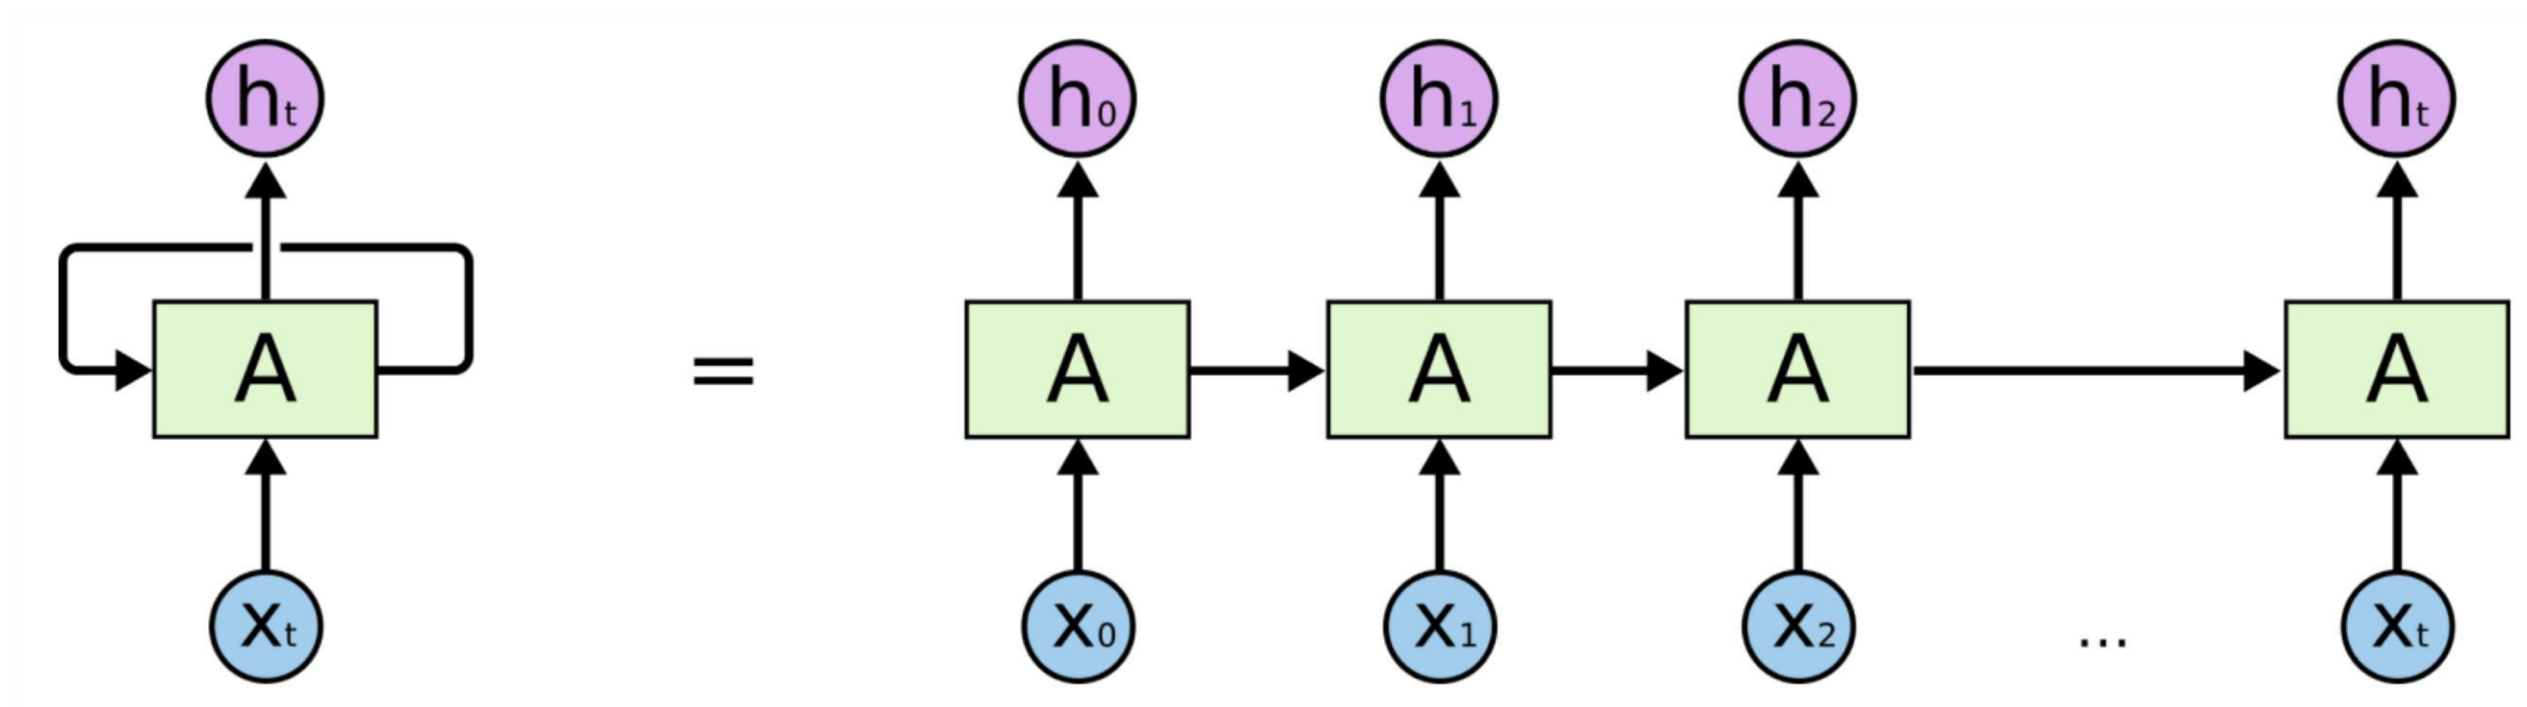 ht h0 h1 h2 ht
A = A A A A
xt x0 x1 x2 ... xt